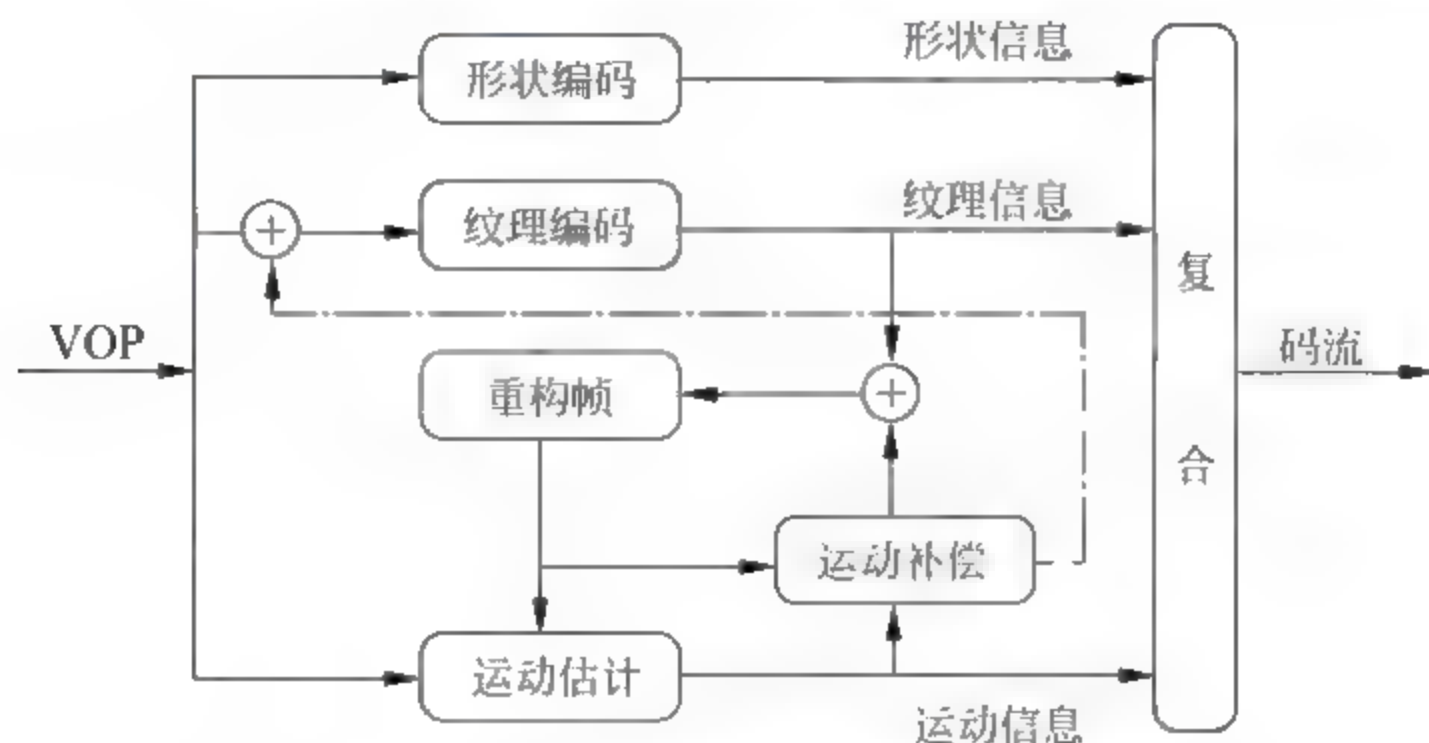 形状信息
形状编码
纹理信息
纹理编码
VOP
重构帧
运动补偿
运动估计
运动信息
复合
码流